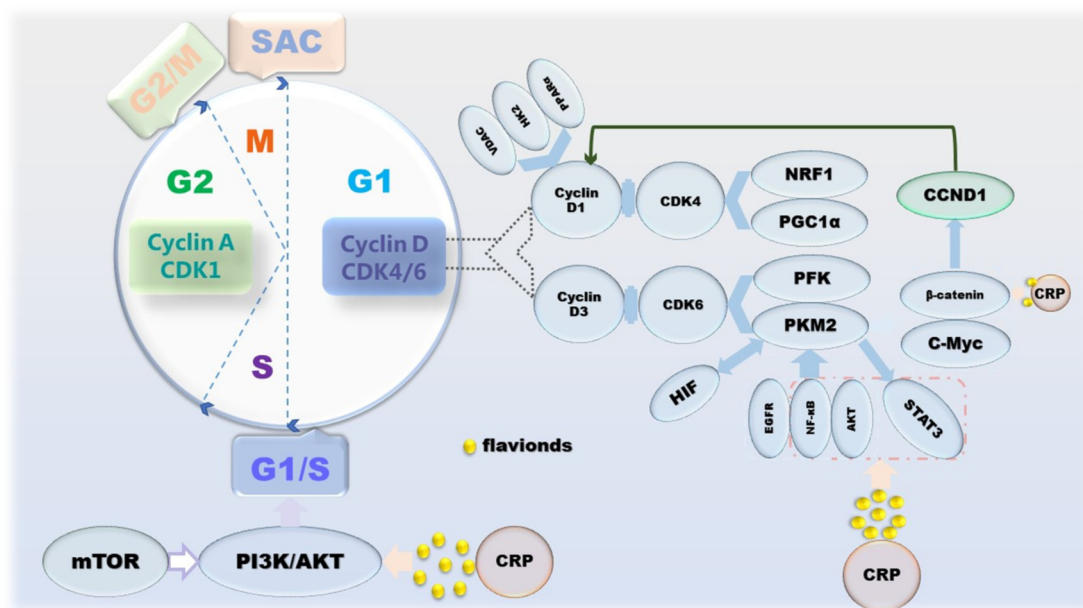 SAC
G2/M
M
G2
G1
Cyclin A
CDK1
Cyclin D
CDK4/6
S
G1/S
mTOR
PI3K/AKT
CRP
flavionds
VDAC
HK2
PPARα
Cyclin
D1
CDK4
NRF1
PGC1α
Cyclin
D3
CDK6
PFK
PKM2
HIF
EGFR
NF-κB
AKT
STAT3
CRP
CCND1
β-catenin
CRP
C-Myc